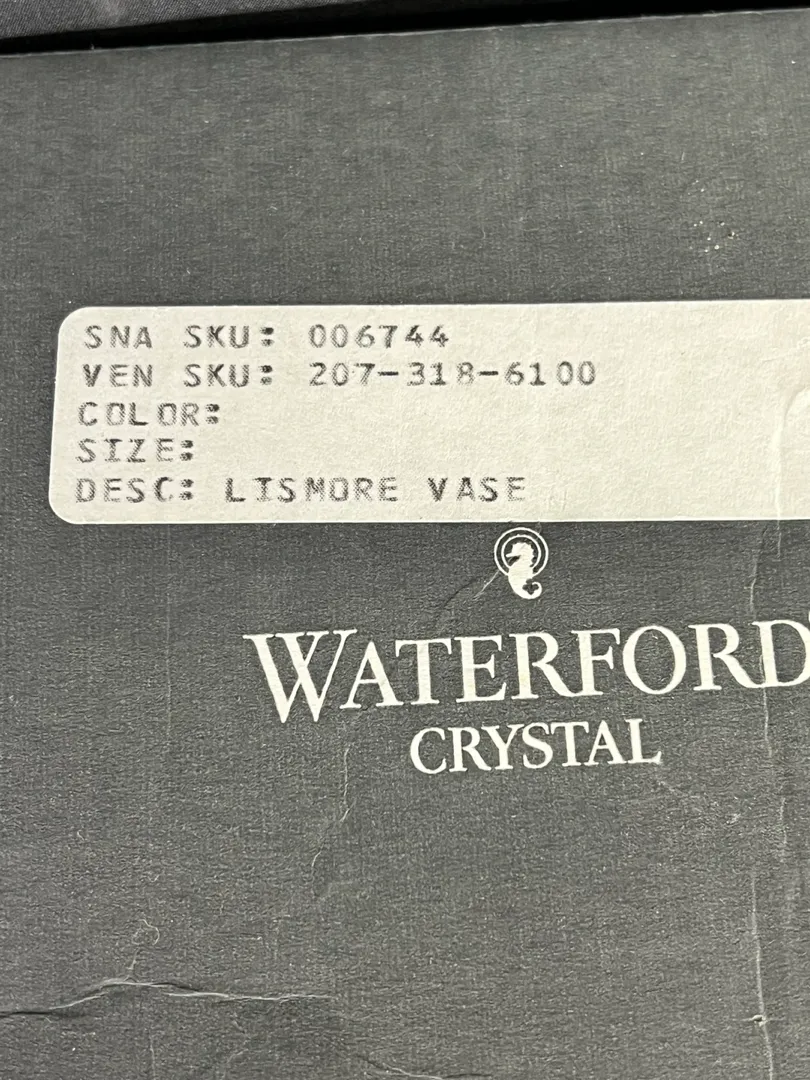 SNA SKU: 006744
VEN SKU: 207-318-6100
COLOR:
SIZE:
DESC: LISMORE VASE
WATERFORD
CRYSTAL